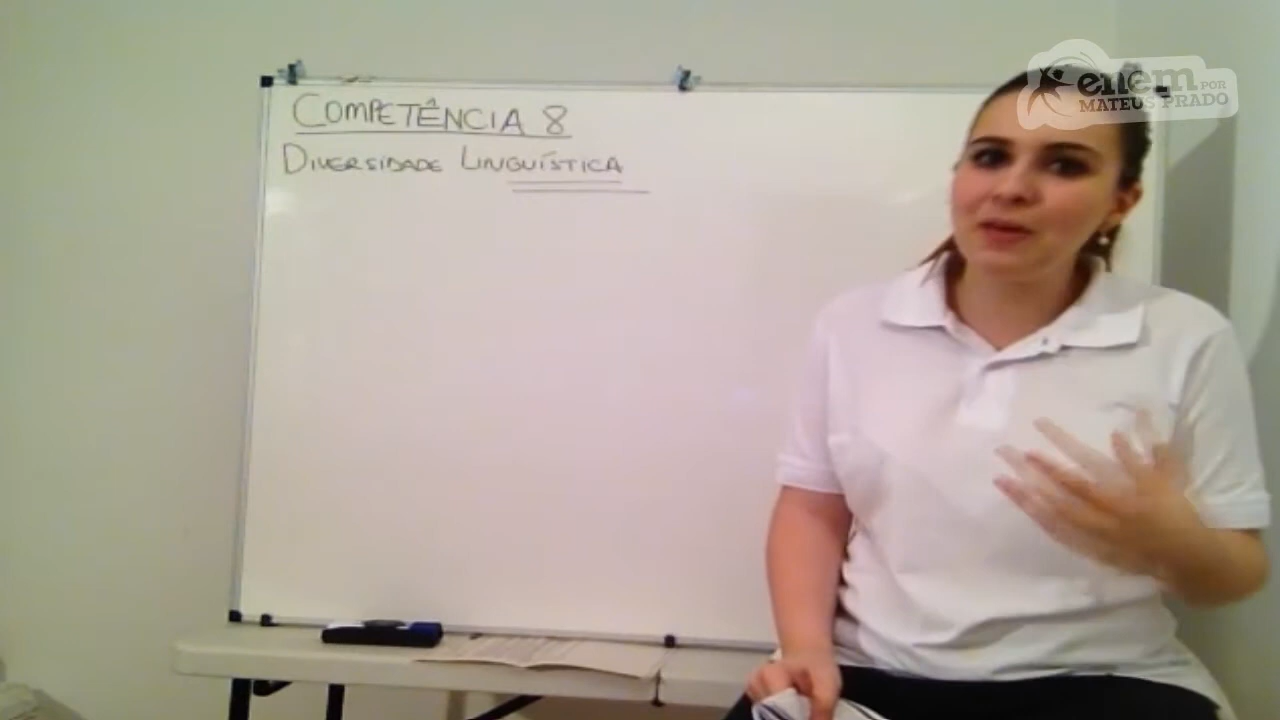 COMPETÊNCIA 8
DIVERSIDADE LINGUÍSTICA
enem POR
MATEUS PRADO